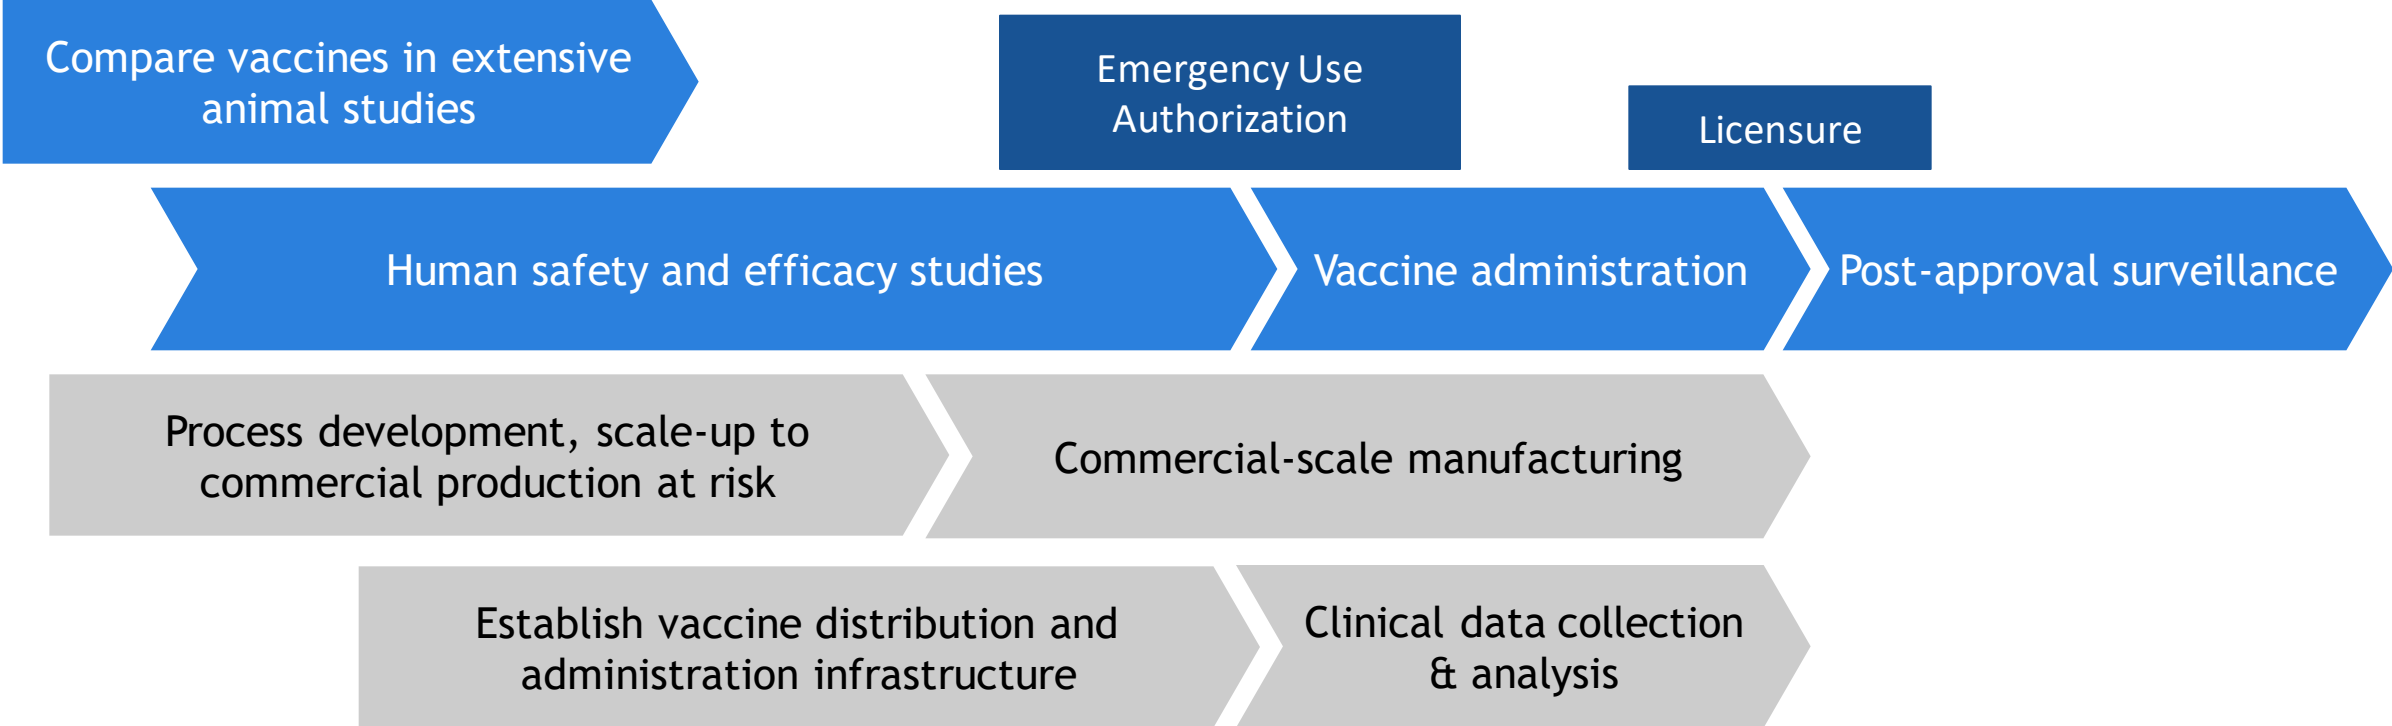 Compare vaccines in extensive
animal studies
Emergency Use
Authorization
Licensure
Human safety and efficacy studies
Vaccine administration
Post-approval surveillance
Process development, scale-up to
commercial production at risk
Commercial-scale manufacturing
Establish vaccine distribution and
administration infrastructure
Clinical data collection
& analysis